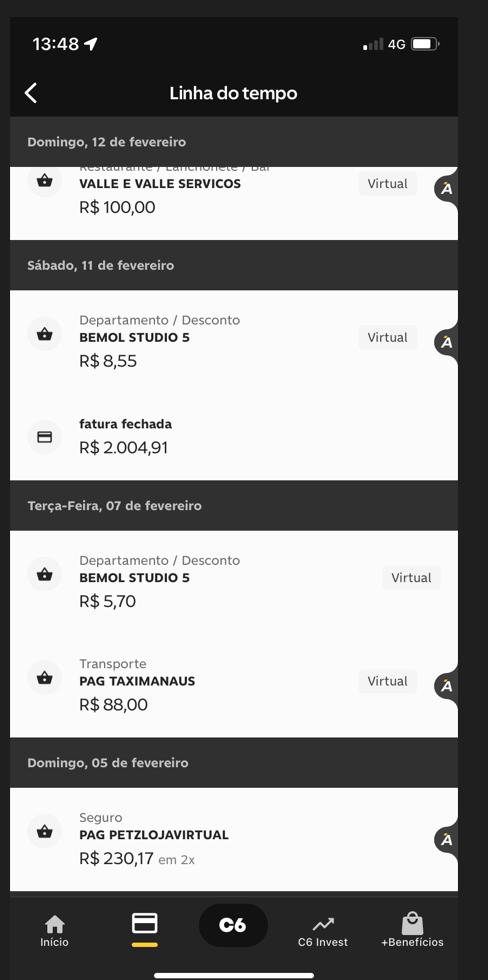 13:48
4G
Linha do tempo
Domingo, 12 de fevereiro
Restaurante / Lanchonete / Bar
VALLE E VALLE SERVICOS
Virtual
R$ 100,00
Sábado, 11 de fevereiro
Departamento / Desconto
BEMOL STUDIO 5
Virtual
R$ 8,55
fatura fechada
R$ 2.004,91
Terça-Feira, 07 de fevereiro
Departamento / Desconto
BEMOL STUDIO 5
Virtual
R$ 5,70
Transporte
PAG TAXIMANAUS
Virtual
R$ 88,00
Domingo, 05 de fevereiro
Seguro
PAG PETZLOJAVIRTUAL
R$ 230,17 em 2x
Início
C6
C6 Invest
+Benefícios